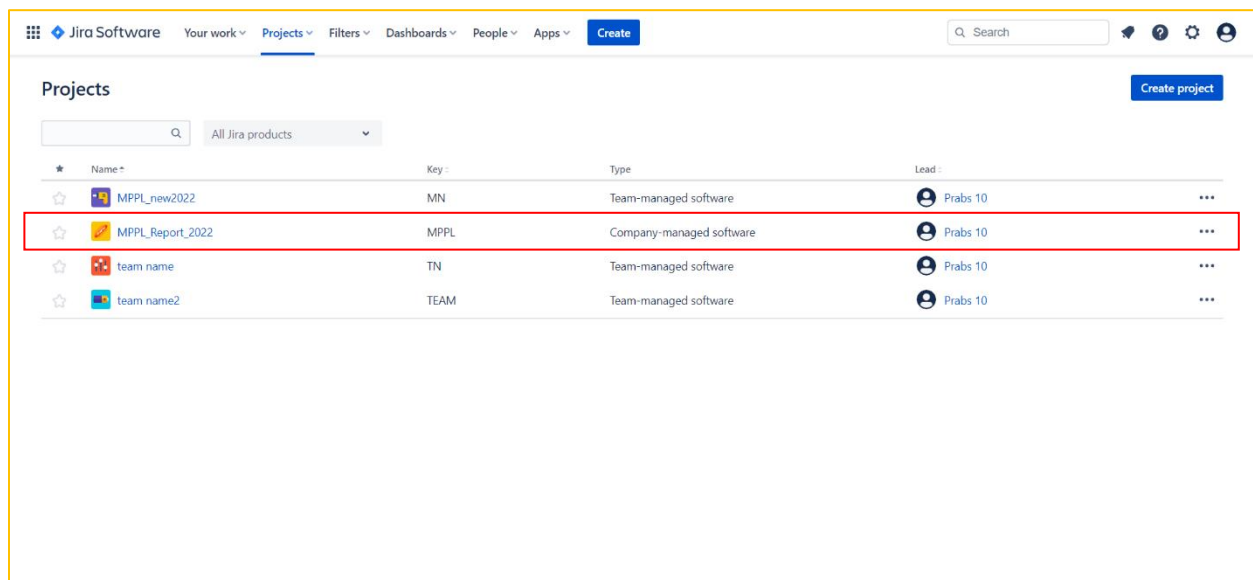 Jira Software Your work Projects Filters Dashboards People Apps Create Search
Projects Create project
All Jira products
Name Key Type Lead
MPPL_new2022 MN Team-managed software Prabs 10
MPPL_Report_2022 MPPL Company-managed software Prabs 10
team name TN Team-managed software Prabs 10
team name2 TEAM Team-managed software Prabs 10